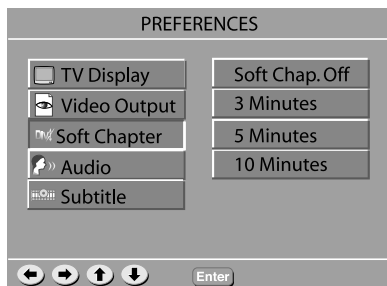 PREFERENCES
TV Display
Video Output
Soft Chapter
Audio
Subtitle
Soft Chap. Off
3 Minutes
5 Minutes
10 Minutes
Enter